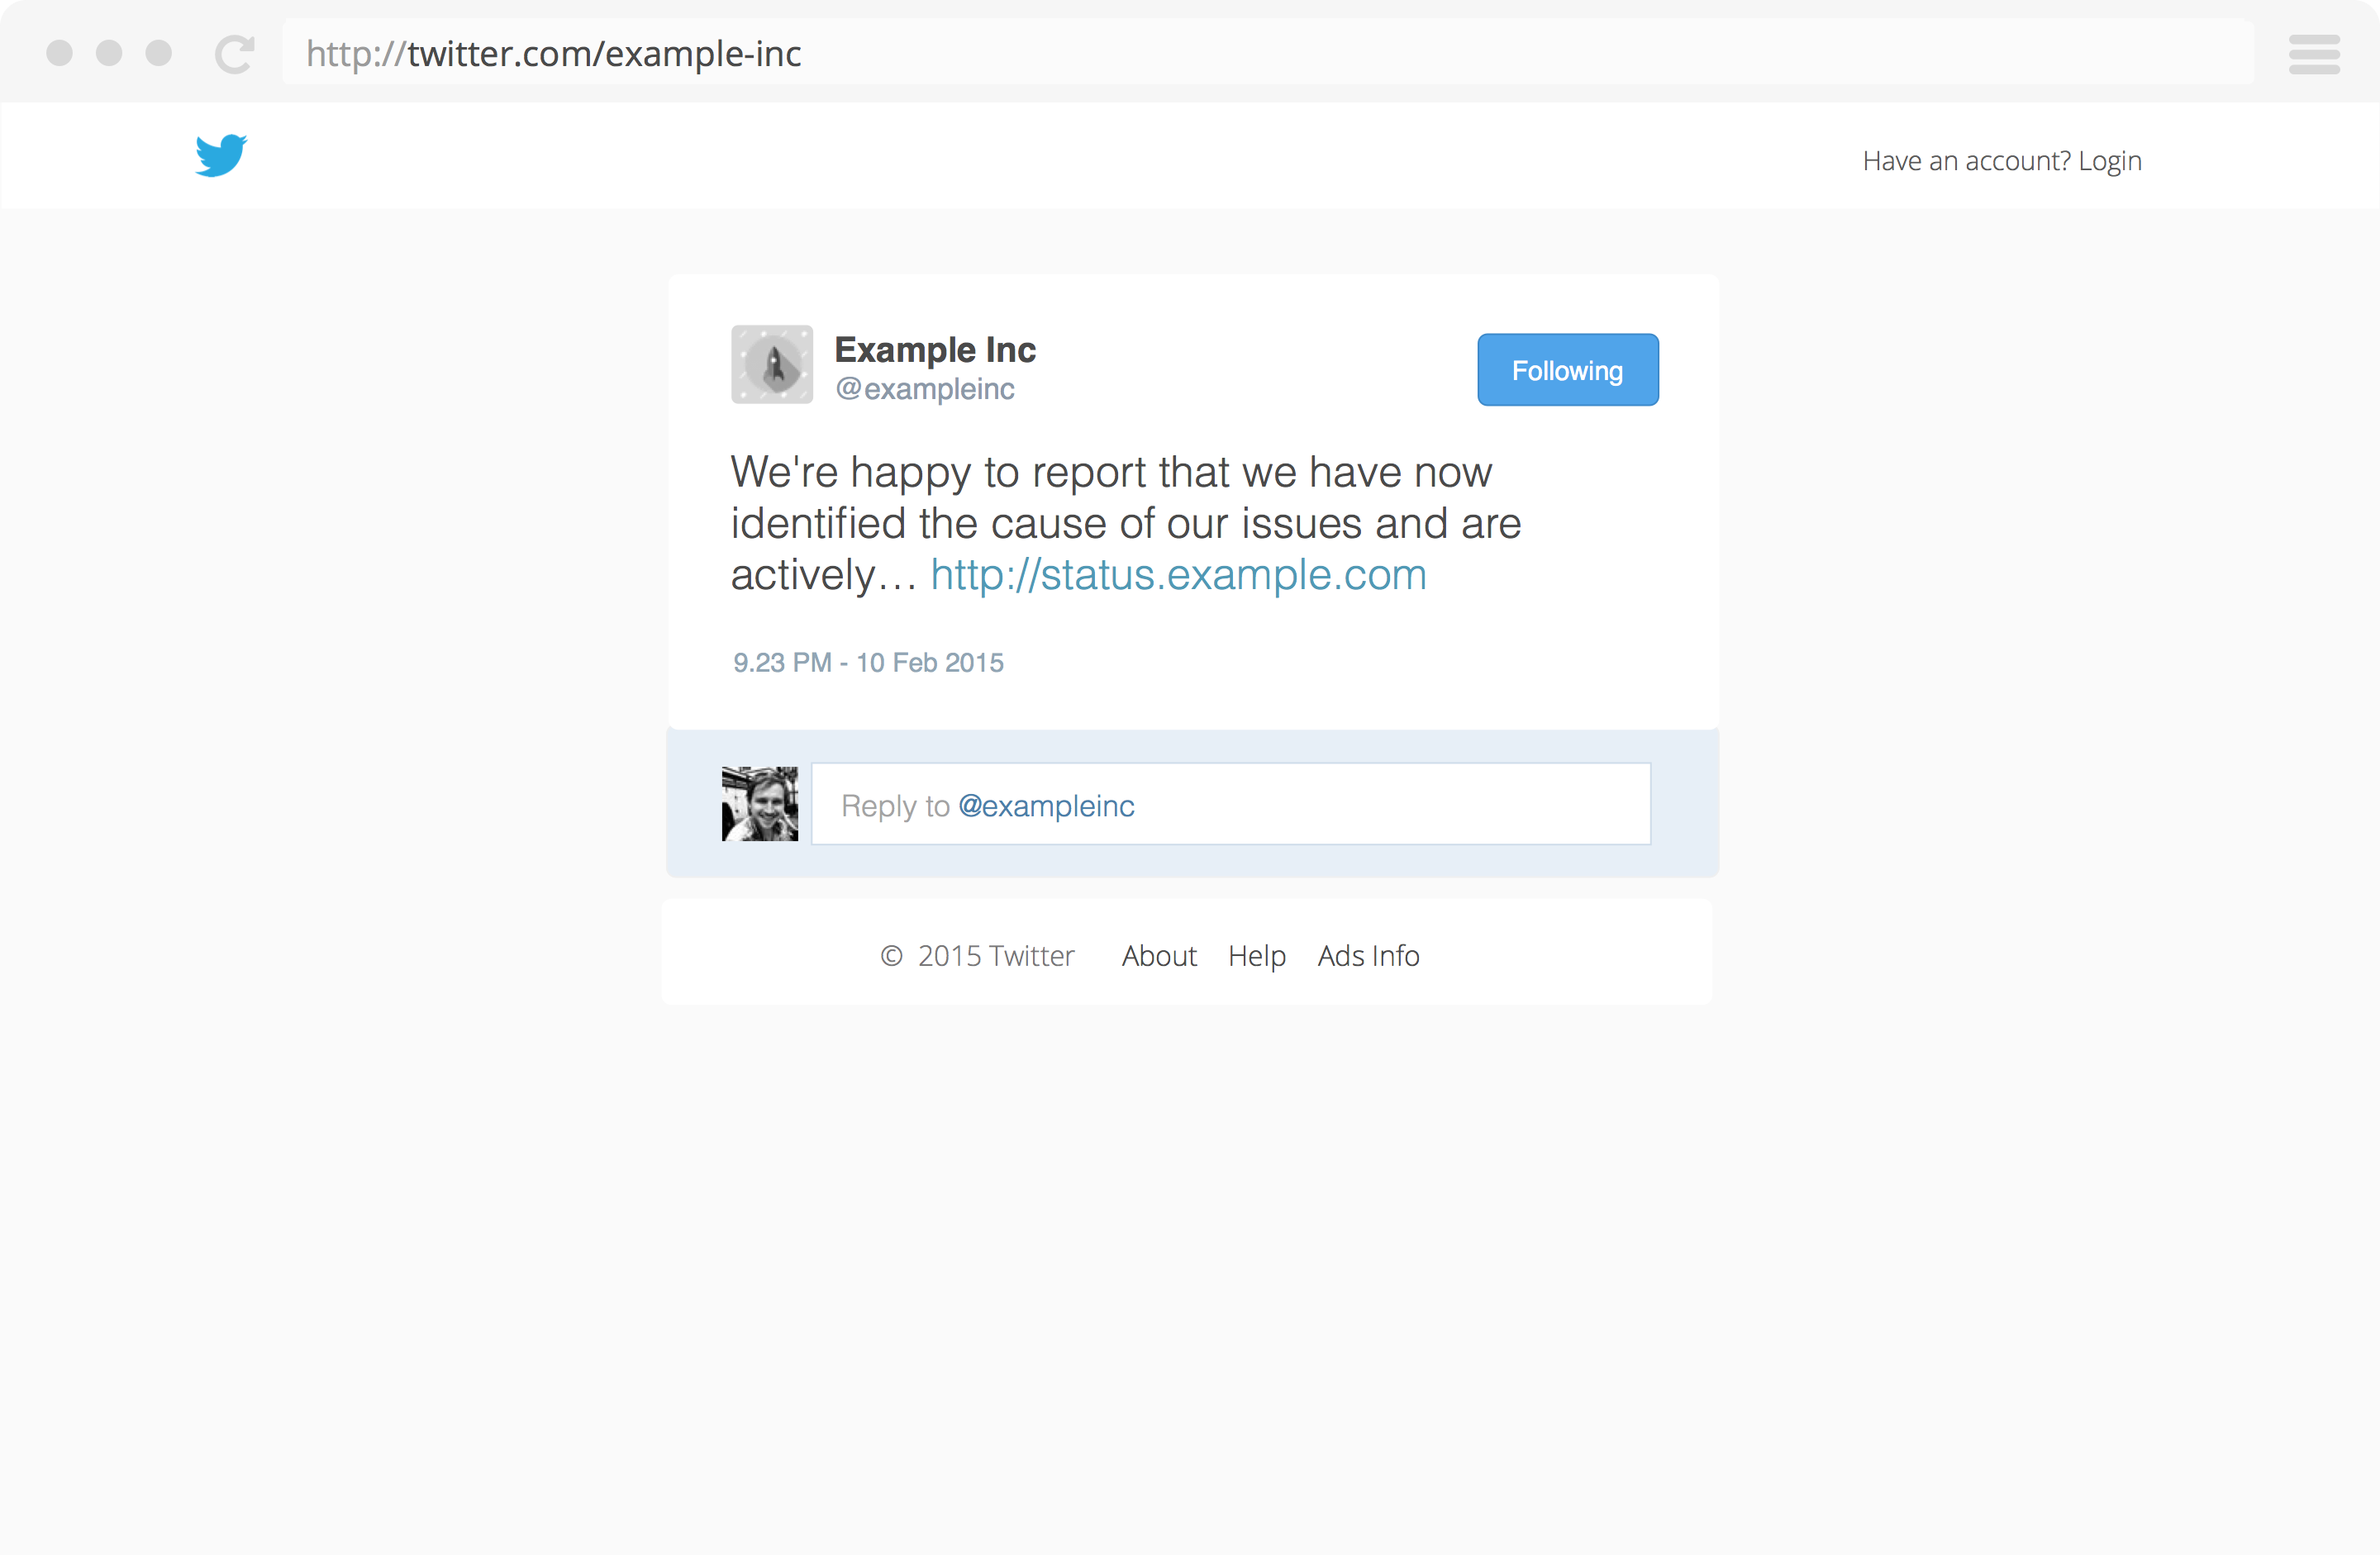 http://twitter.com/example-inc
Have an account? Login
Example Inc
@exampleinc
Following
We're happy to report that we have now
identified the cause of our issues and are
actively… http://status.example.com
9.23 PM - 10 Feb 2015
Reply to @exampleinc
© 2015 Twitter About Help Ads Info